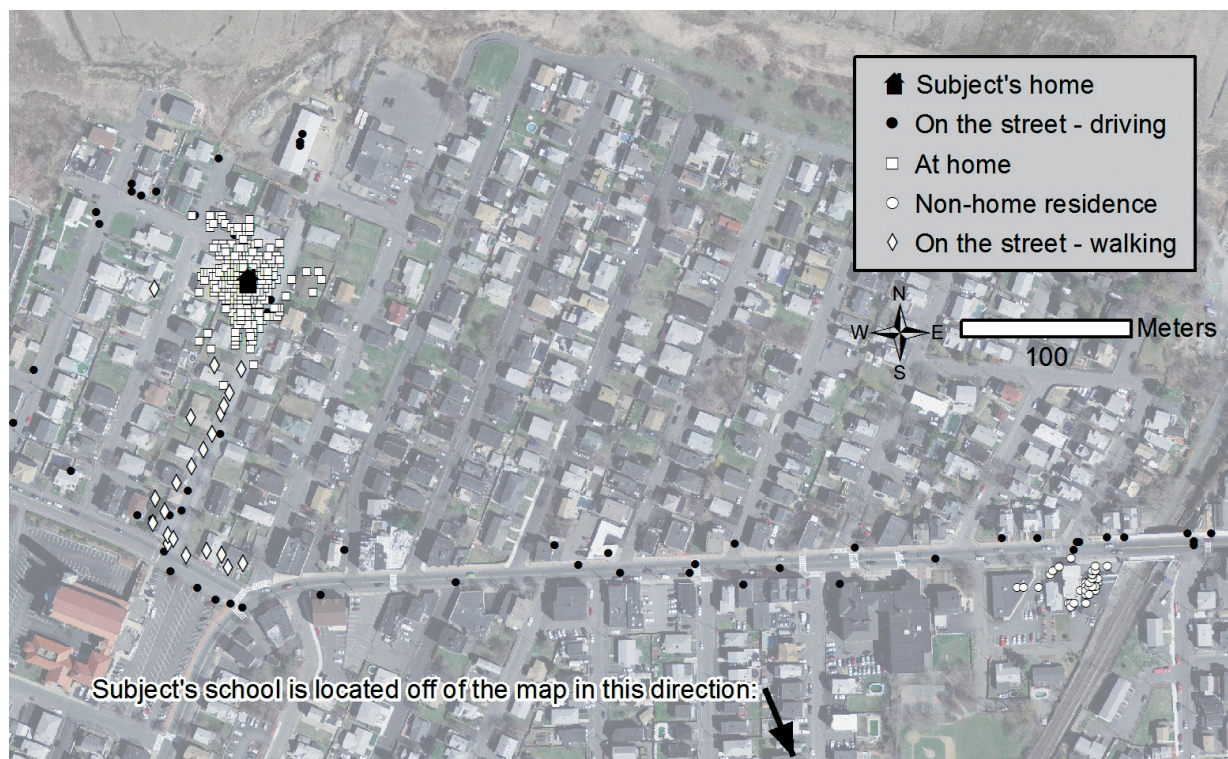 Subject's home
On the street - driving
At home
Non-home residence
On the street - walking
N
W E
S
Meters
100
Subject's school is located off of the map in this direction: